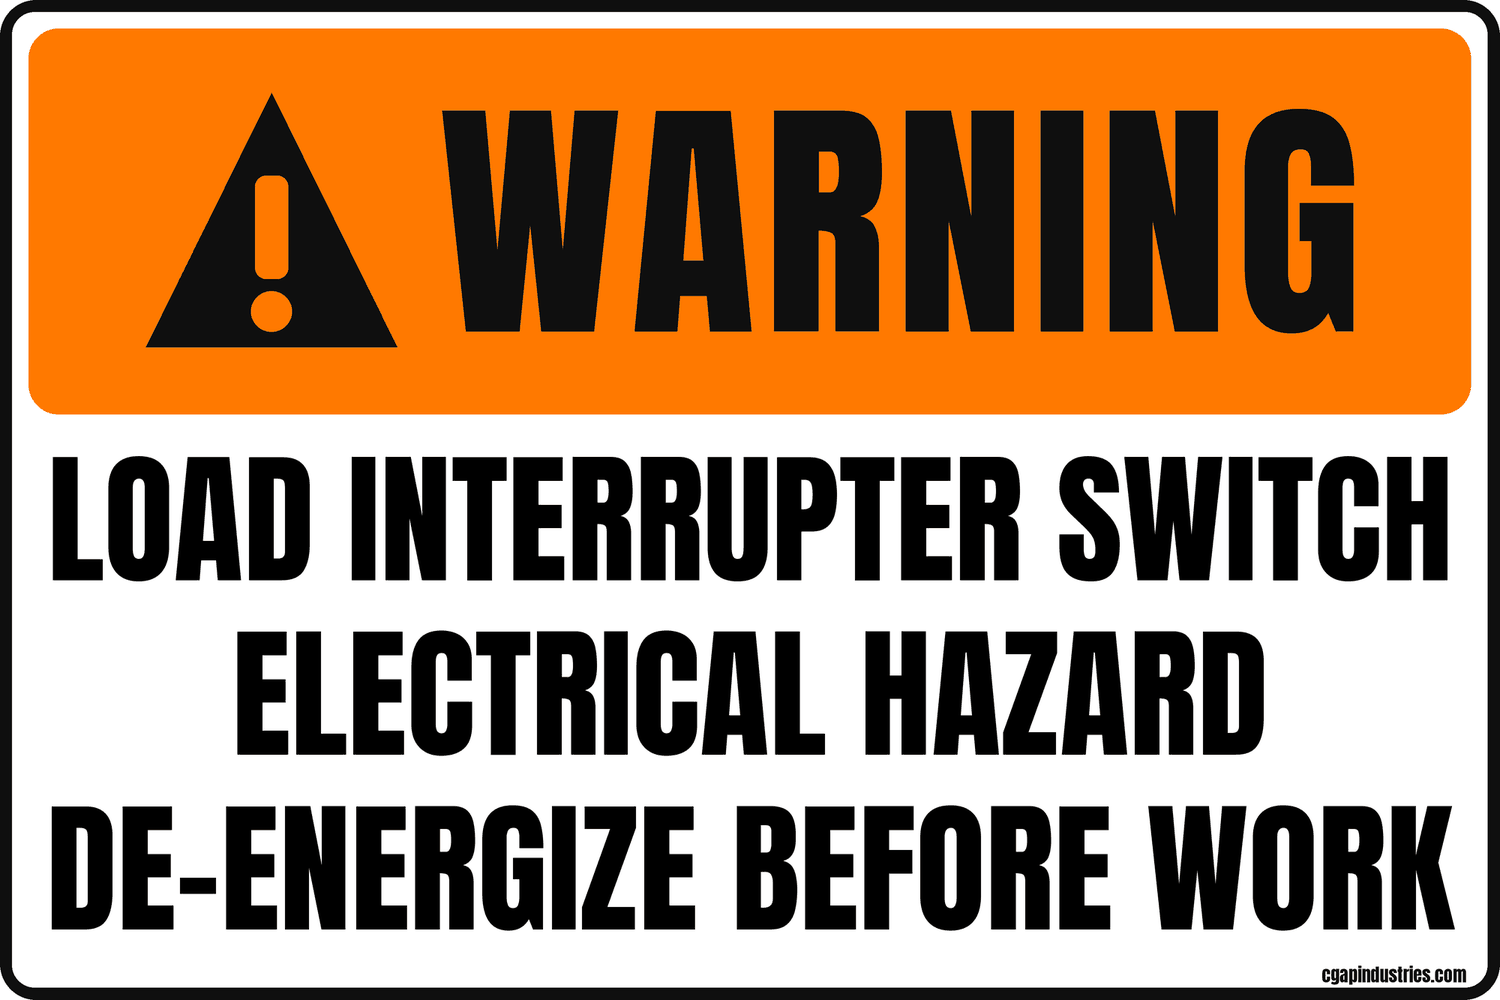 WARNING
LOAD INTERRUPTER SWITCH
ELECTRICAL HAZARD
DE-ENERGIZE BEFORE WORK
cgapindustries.com